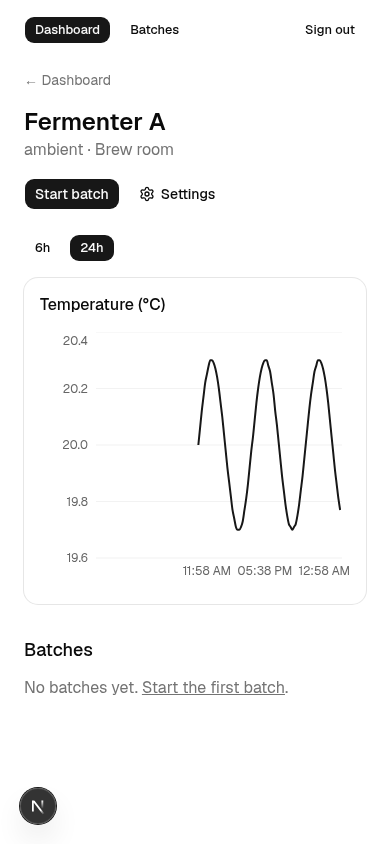 Dashboard Batches Sign out
← Dashboard
Fermenter A
ambient · Brew room
Start batch Settings
6h 24h
Temperature (°C)
20.4
20.2
20.0
19.8
19.6
11:58 AM 05:38 PM 12:58 AM
Batches
No batches yet. Start the first batch.
N